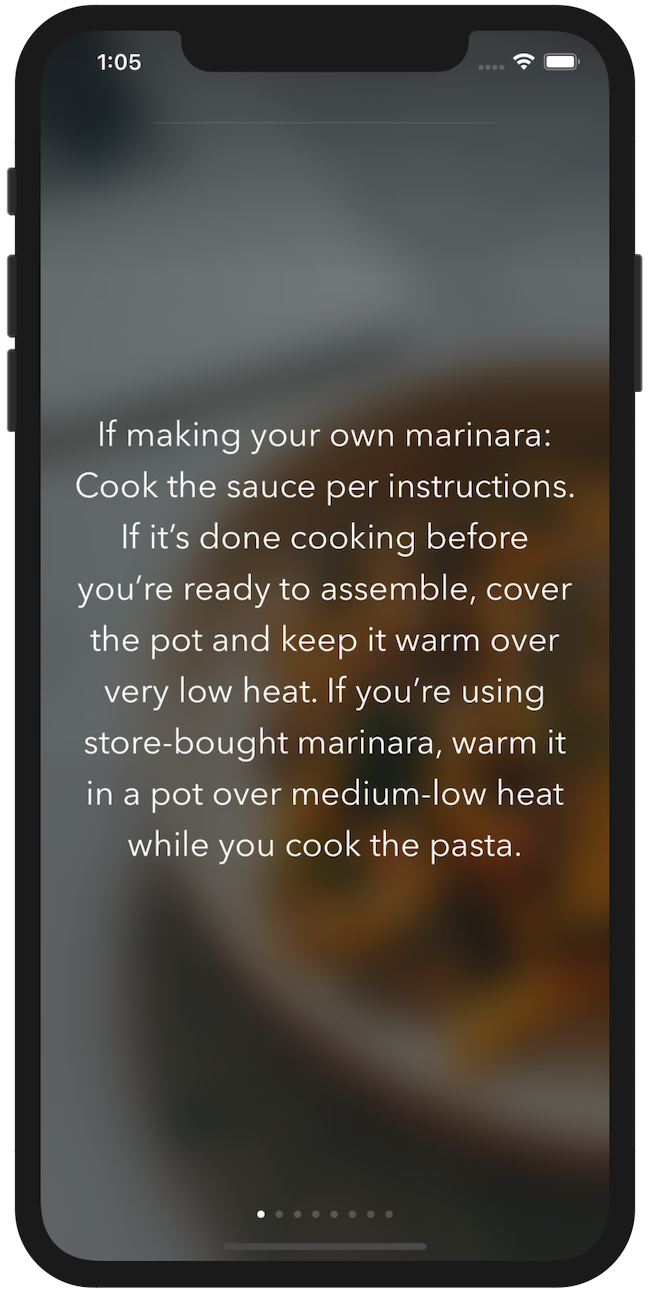 1:05
If making your own marinara:
Cook the sauce per instructions.
If it’s done cooking before
you’re ready to assemble, cover
the pot and keep it warm over
very low heat. If you’re using
store-bought marinara, warm it
in a pot over medium-low heat
while you cook the pasta.